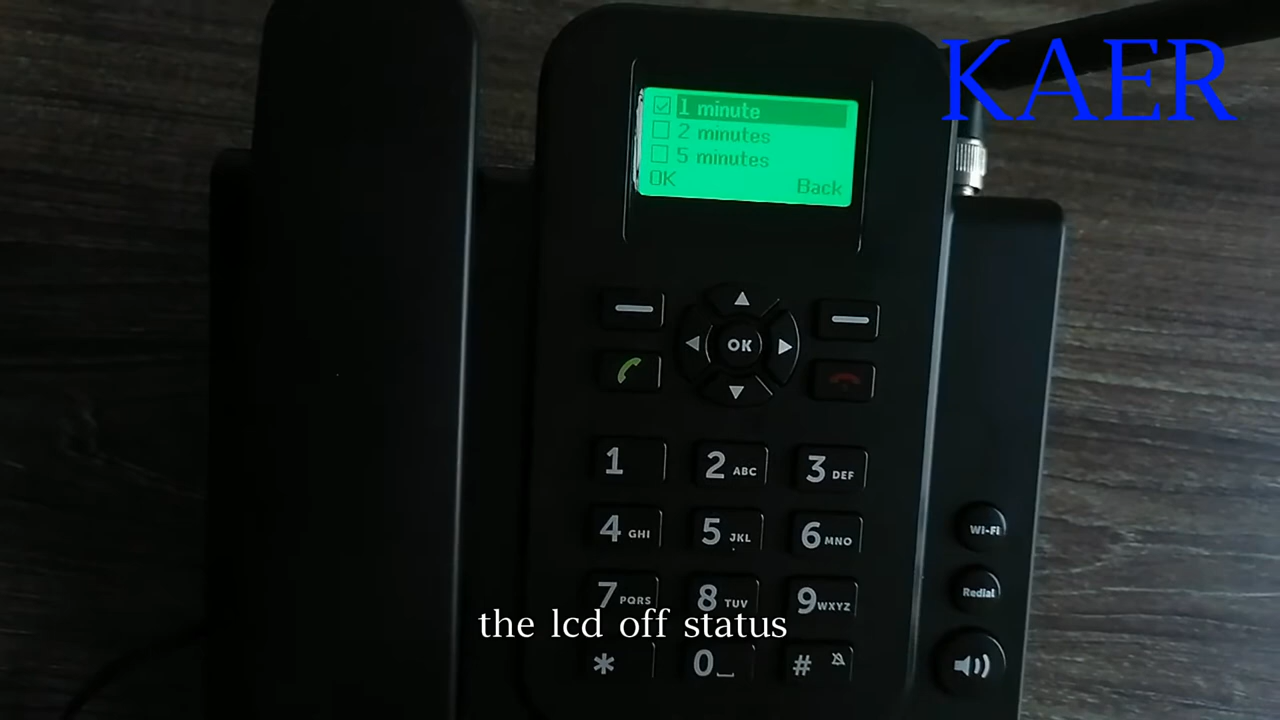 KAER
1 minute
2 minutes
5 minutes
OK Back
OK
1 2 ABC 3 DEF
4 GHI 5 JKL 6 MNO
Wi-Fi
7 PQRS 8 TUV 9 WXYZ
Redial
the lcd off status
* 0 #